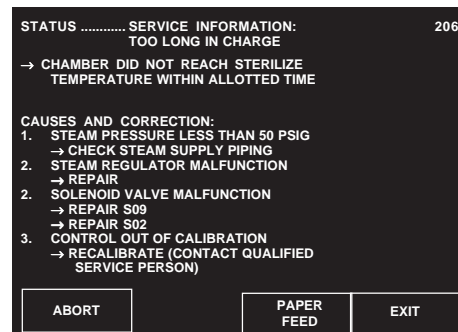 STATUS ............ SERVICE INFORMATION: 206
TOO LONG IN CHARGE
→ CHAMBER DID NOT REACH STERILIZE
TEMPERATURE WITHIN ALLOTTED TIME
CAUSES AND CORRECTION:
1. STEAM PRESSURE LESS THAN 50 PSIG
→ CHECK STEAM SUPPLY PIPING
2. STEAM REGULATOR MALFUNCTION
→ REPAIR
2. SOLENOID VALVE MALFUNCTION
→ REPAIR S09
→ REPAIR S02
3. CONTROL OUT OF CALIBRATION
→ RECALIBRATE (CONTACT QUALIFIED
SERVICE PERSON)
ABORT
PAPER
FEED
EXIT